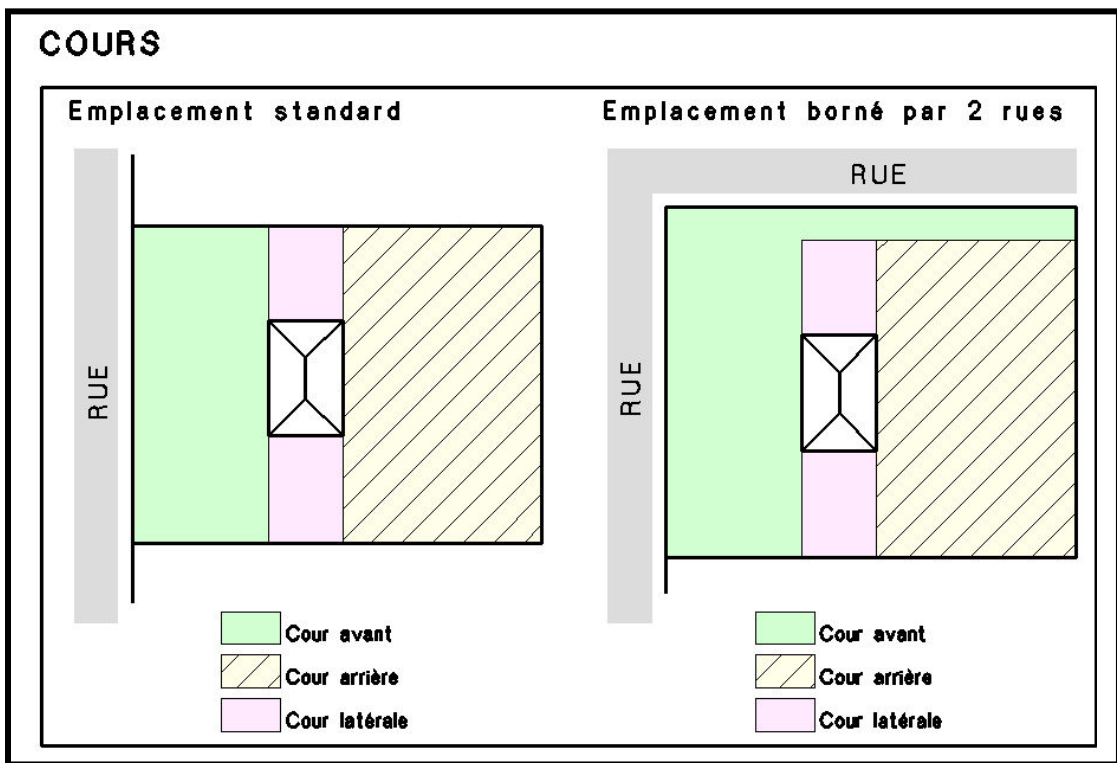 COURS
Emplacement standard
RUE
Cour avant
Cour arrière
Cour latérale
Emplacement borné par 2 rues
RUE
RUE
Cour avant
Cour arrière
Cour latérale